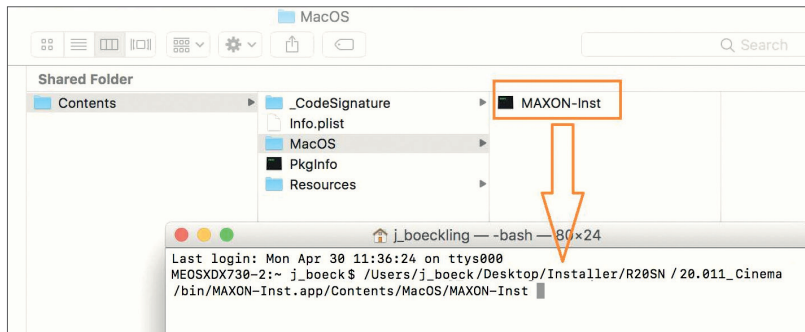 MacOS
Search
Shared Folder
Contents
_CodeSignature
MAXON-Inst
Info.plist
MacOS
PkgInfo
Resources
j_boeckling — -bash — 80×24
Last login: Mon Apr 30 11:36:24 on ttys000
MEOSXDX730-2:~ j_boeck$ /Users/j_boeck/Desktop/Installer/R20SN /20.011_Cinema
/bin/MAXON-Inst.app/Contents/MacOS/MAXON-Inst